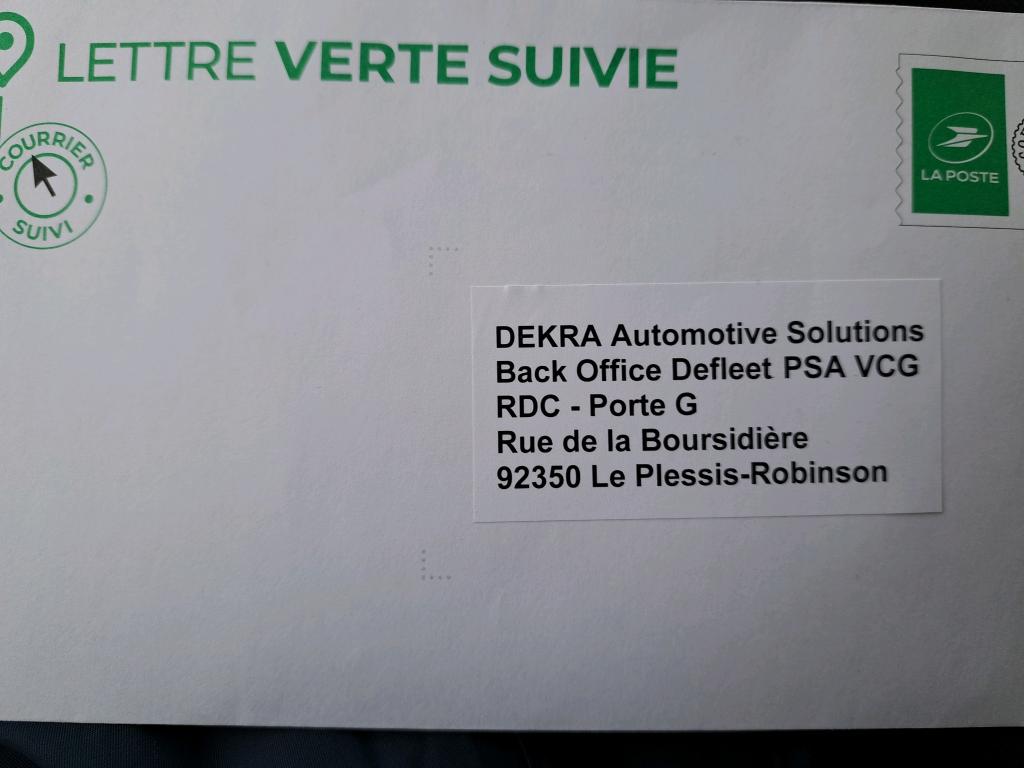 LETTRE VERTE SUIVIE
COURRIER
SUIVI
LA POSTE
DEKRA Automotive Solutions
Back Office Defleet PSA VCG
RDC - Porte G
Rue de la Boursidière
92350 Le Plessis-Robinson